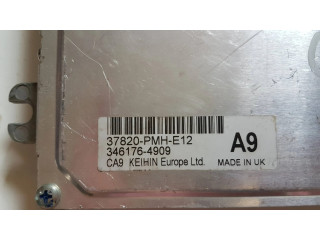 37820-PMH-E12
346176-4909
CA9 KEIHIN Europe Ltd.
A9
MADE IN UK